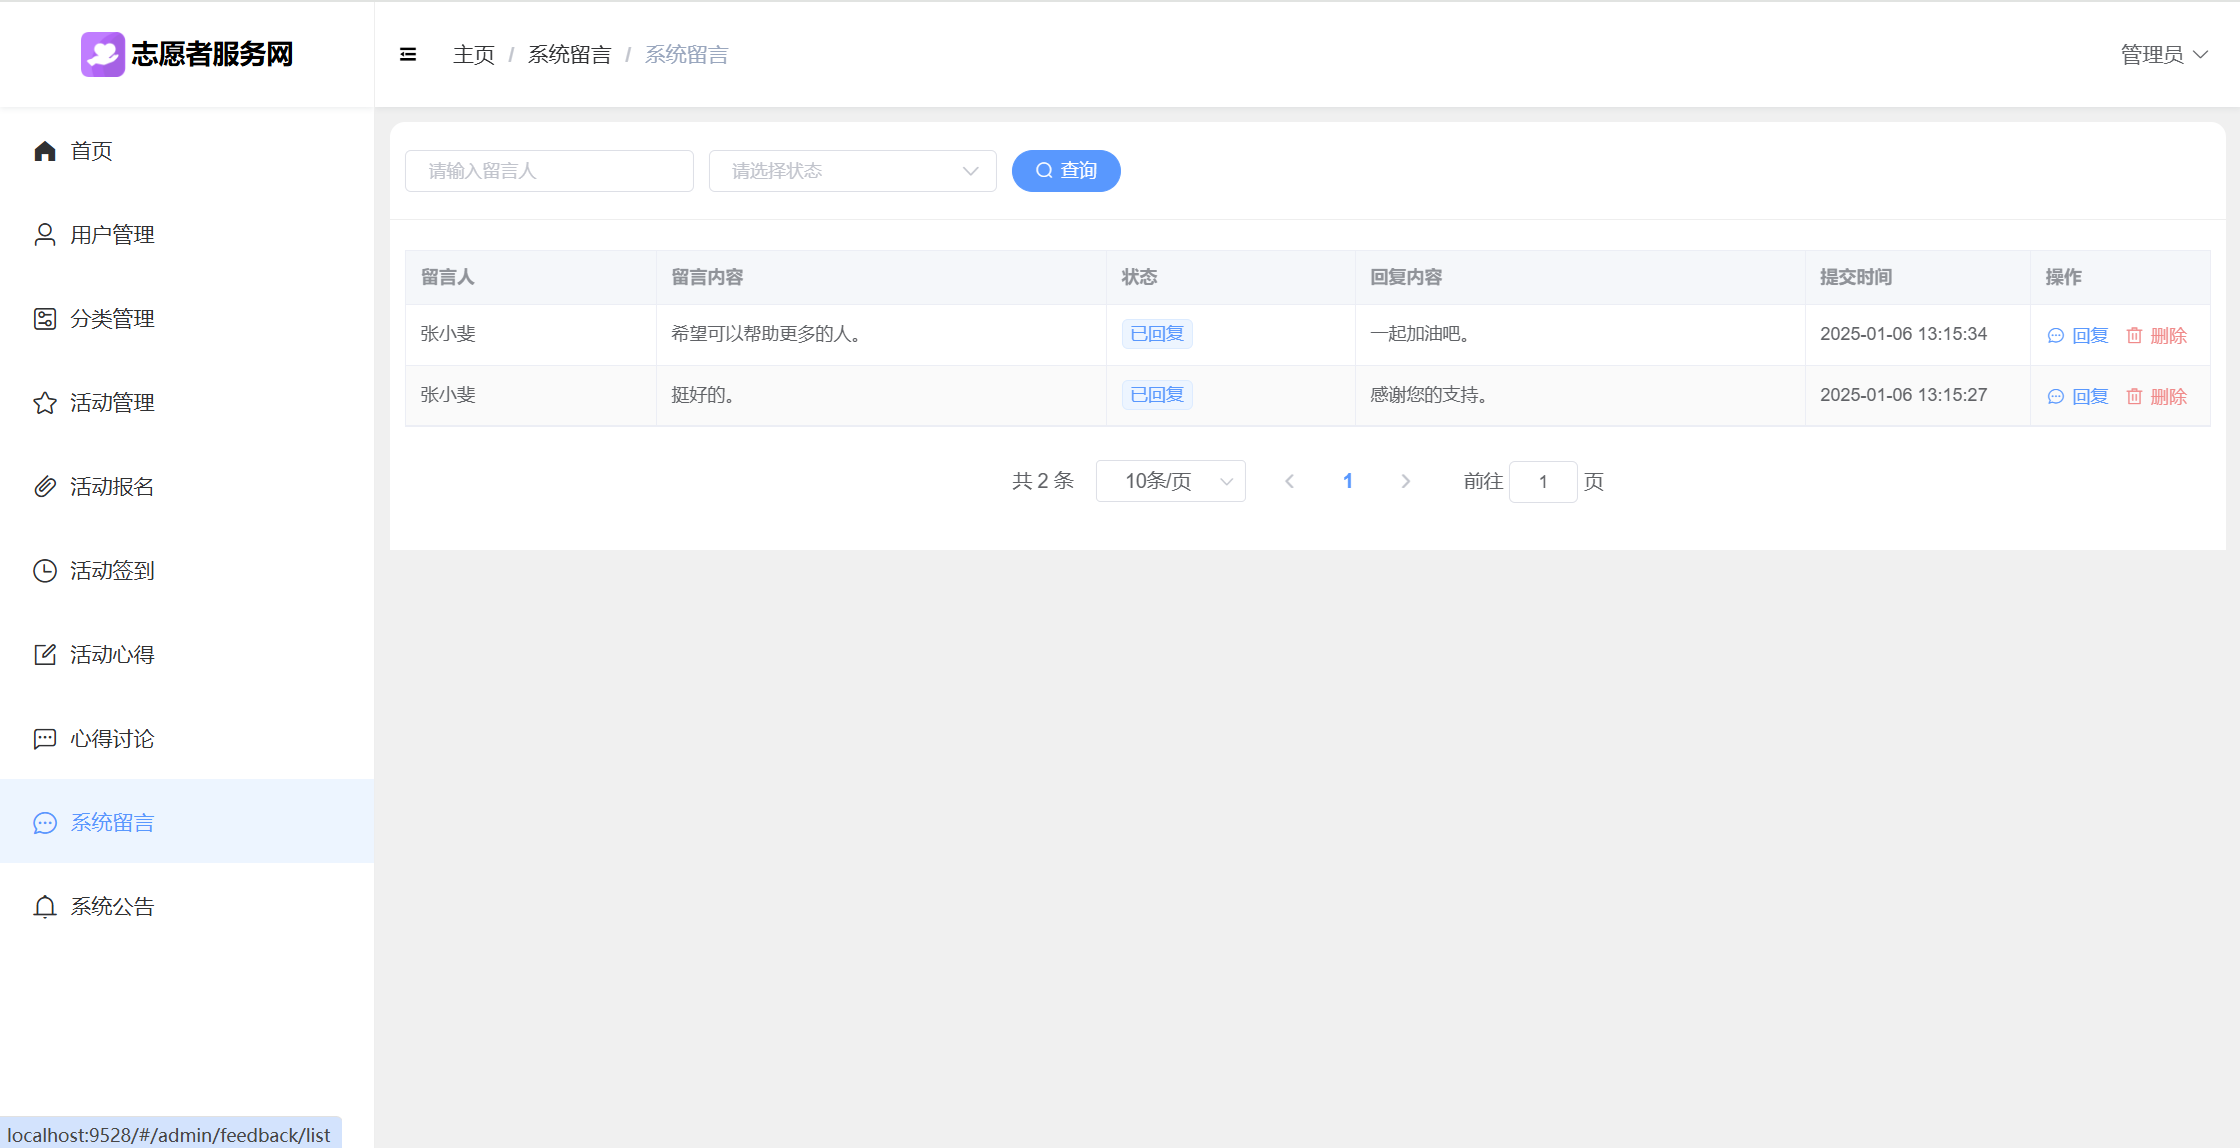 志愿者服务网
主页 / 系统留言 / 系统留言
管理员
首页
用户管理
分类管理
活动管理
活动报名
活动签到
活动心得
心得讨论
系统留言
系统公告
请输入留言人 请选择状态 查询
留言人 留言内容 状态 回复内容 提交时间 操作
张小斐 希望可以帮助更多的人。 已回复 一起加油吧。 2025-01-06 13:15:34 回复 删除
张小斐 挺好的。 已回复 感谢您的支持。 2025-01-06 13:15:27 回复 删除
共 2 条 10条/页 1 前往 1 页
localhost:9528/#/admin/feedback/list